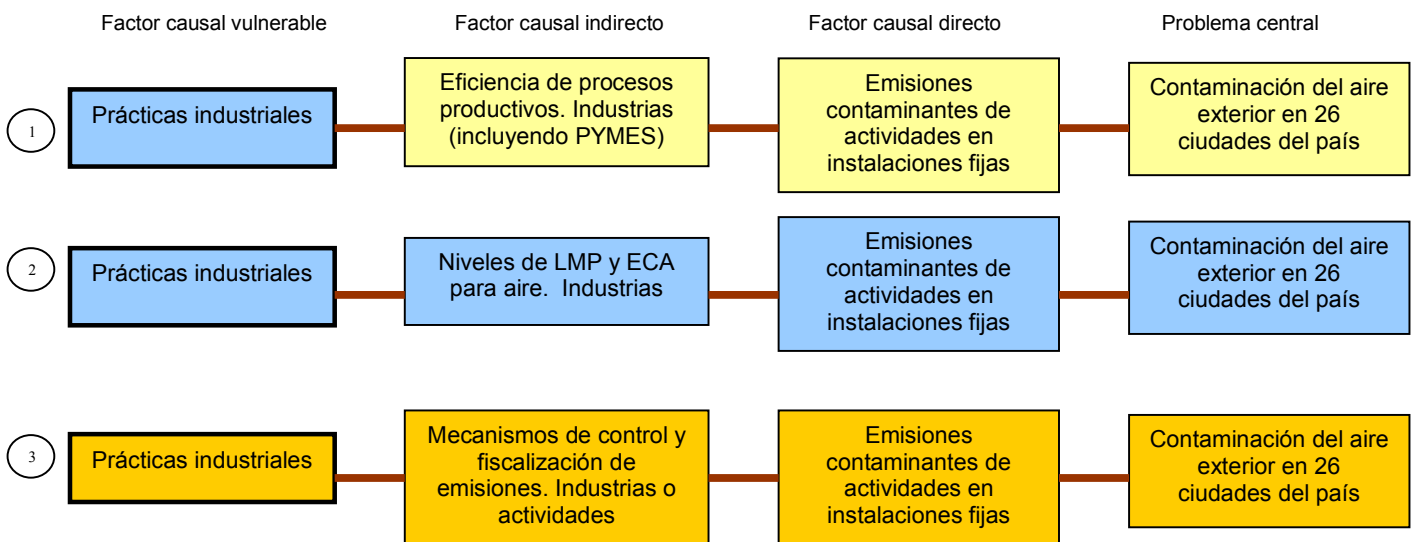 Factor causal vulnerable
Factor causal indirecto
Factor causal directo
Problema central
1
Prácticas industriales
Eficiencia de procesos
productivos. Industrias
(incluyendo PYMES)
Emisiones
contaminantes de
actividades en
instalaciones fijas
Contaminación del aire
exterior en 26
ciudades del país
2
Prácticas industriales
Niveles de LMP y ECA
para aire.  Industrias
Emisiones
contaminantes de
actividades en
instalaciones fijas
Contaminación del aire
exterior en 26
ciudades del país
3
Prácticas industriales
Mecanismos de control y
fiscalización de
emisiones. Industrias o
actividades
Emisiones
contaminantes de
actividades en
instalaciones fijas
Contaminación del aire
exterior en 26
ciudades del país